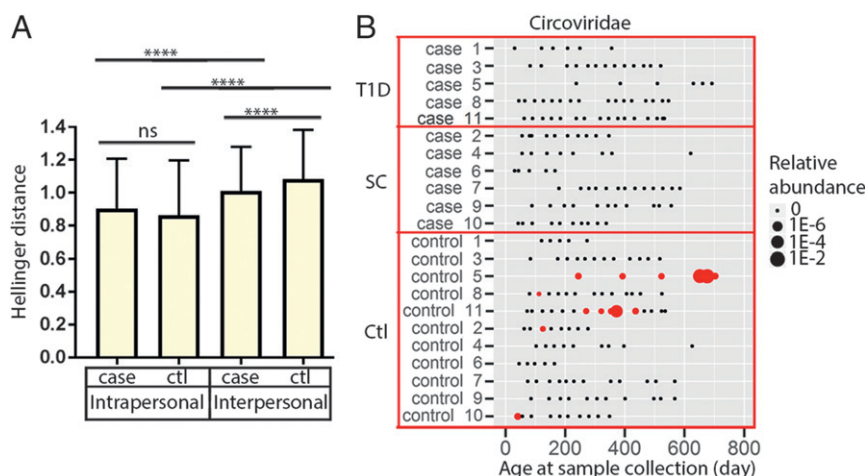 A
****
****
****
ns
Hellinger distance
1.4
1.2
1.0
0.8
0.6
0.4
0.2
0.0
case ctl case ctl
Intrapersonal Interpersonal
B
Circoviridae
T1D
case 1
case 3
case 5
case 8
case 11
SC
case 2
case 4
case 6
case 7
case 9
case 10
Ctl
control 1
control 3
control 5
control 8
control 11
control 2
control 4
control 6
control 7
control 9
control 10
0 200 400 600 800
Age at sample collection (day)
Relative
abundance
0
1E-6
1E-4
1E-2